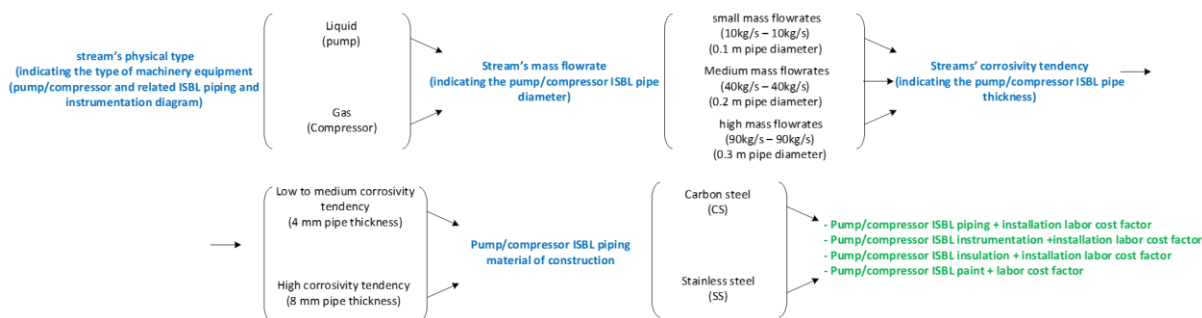 stream's physical type
(indicating the type of machinery equipment
(pump/compressor and related ISBL piping and
instrumentation diagram)
Liquid
(pump)
Gas
(Compressor)
Stream's mass flowrate
(indicating the pump/compressor ISBL pipe
diameter)
small mass flowrates
(10kg/s – 10kg/s)
(0.1 m pipe diameter)
Medium mass flowrates
(40kg/s – 40kg/s)
(0.2 m pipe diameter)
high mass flowrates
(90kg/s – 90kg/s)
(0.3 m pipe diameter)
Streams' corrosivity tendency
(indicating the pump/compressor ISBL pipe
thickness)
Low to medium corrosivity
tendency
(4 mm pipe thickness)
High corrosivity tendency
(8 mm pipe thickness)
Pump/compressor ISBL piping
material of construction
Carbon steel
(CS)
Stainless steel
(SS)
- Pump/compressor ISBL piping + installation labor cost factor
- Pump/compressor ISBL instrumentation +installation labor cost factor
- Pump/compressor ISBL insulation + installation labor cost factor
- Pump/compressor ISBL paint + labor cost factor